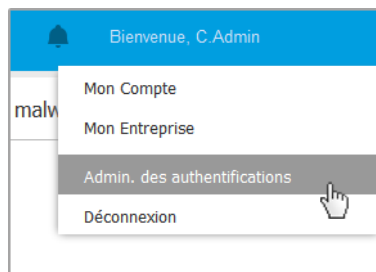 Bienvenue, C.Admin
Mon Compte
malw
Mon Entreprise
Admin. des authentifications
Déconnexion